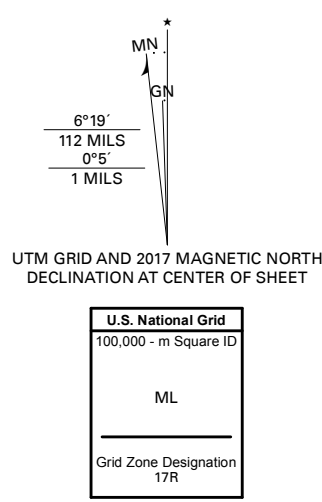 ★
MN
GN
6°19´
112 MILS
0°5´
1 MILS
UTM GRID AND 2017 MAGNETIC NORTH
DECLINATION AT CENTER OF SHEET
U.S. National Grid
100,000 - m Square ID
ML
Grid Zone Designation
17R